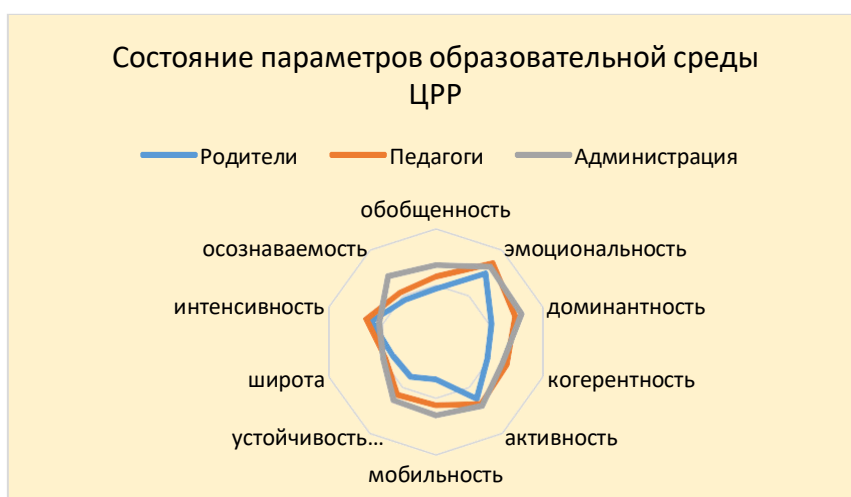 Состояние параметров образовательной среды
ЦРР
Родители Педагоги Администрация
обобщенность
осознаваемость эмоциональность
интенсивность доминантность
широта когерентность
устойчивость... активность
мобильность